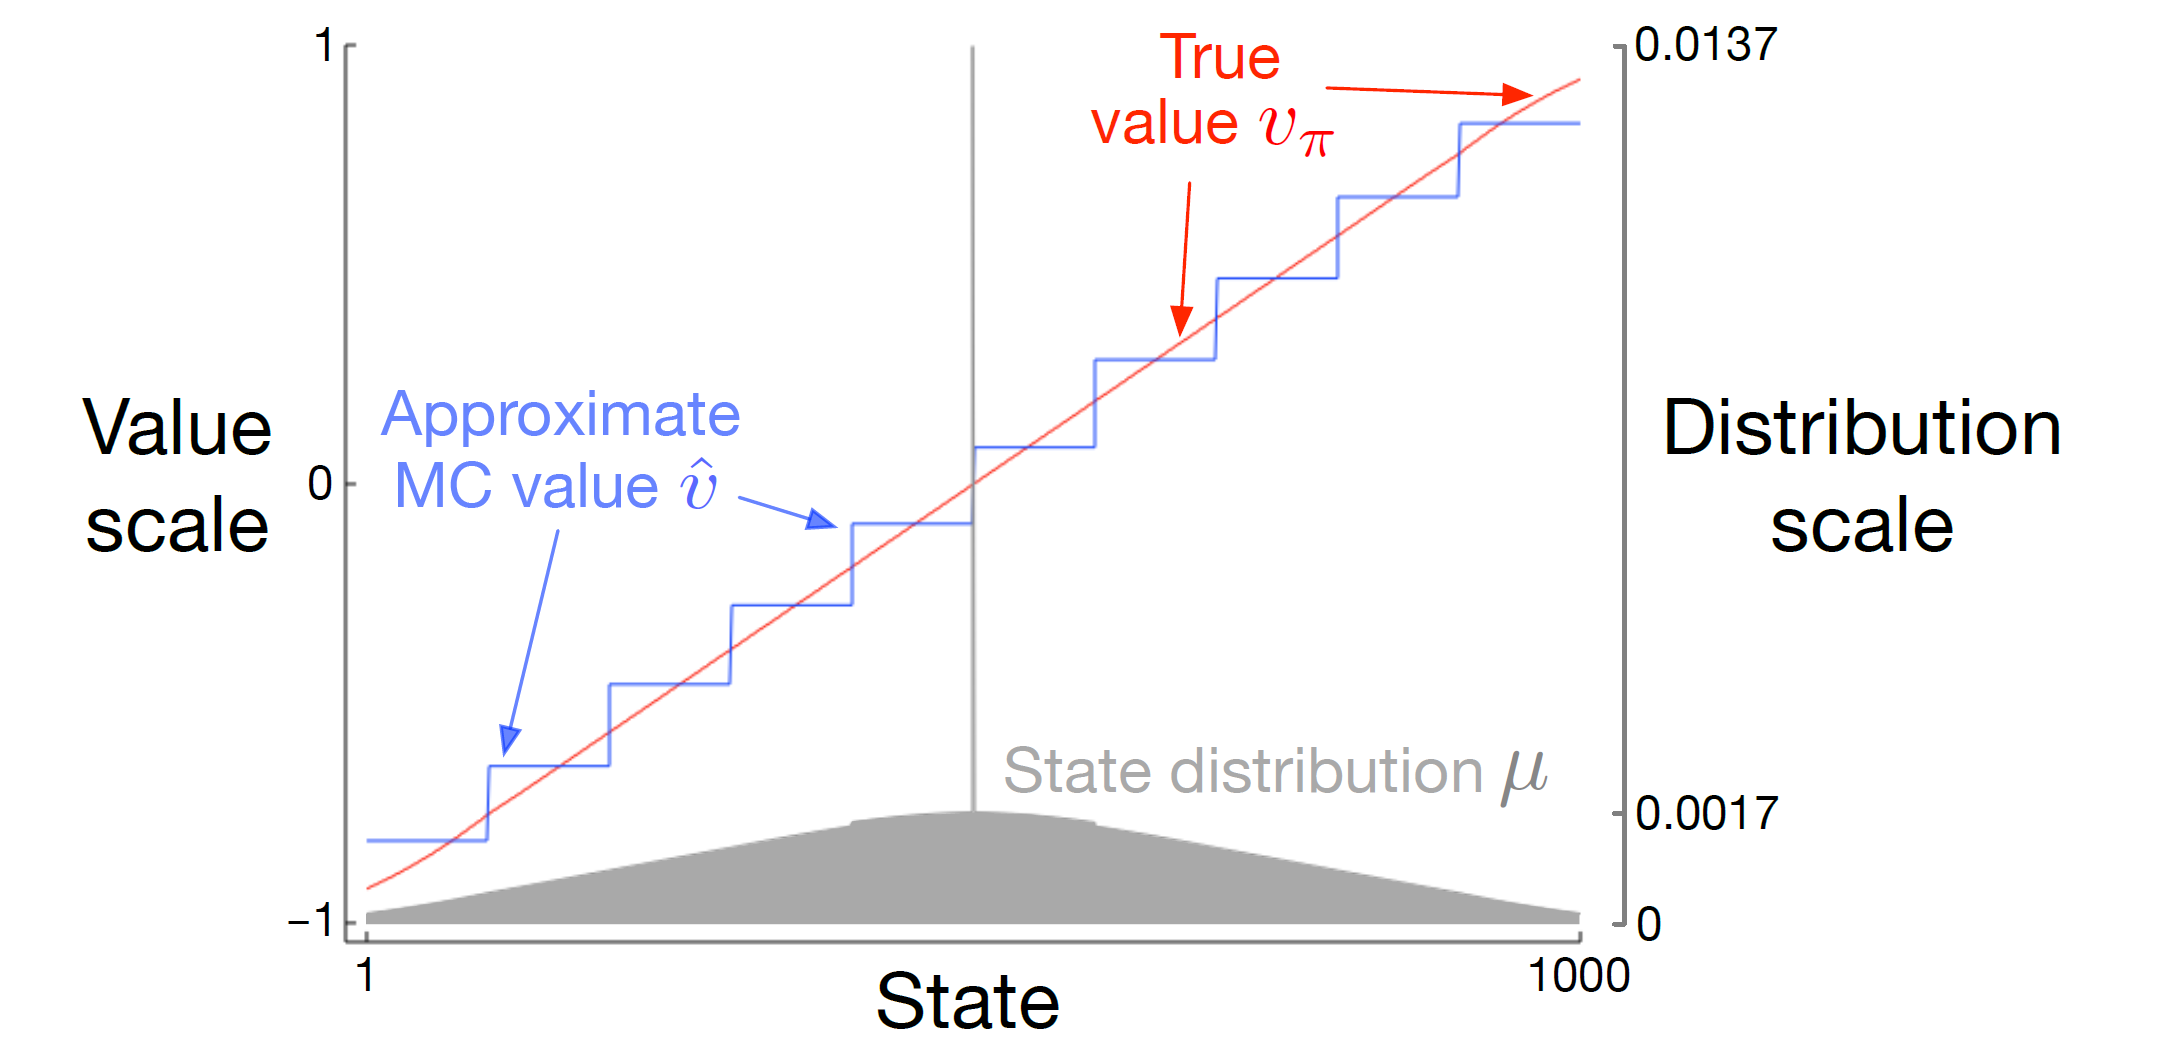 1
0.0137
True
value vπ
Approximate
MC value v̂
Value
scale
0
Distribution
scale
State distribution μ
0.0017
−1
0
1
1000
State